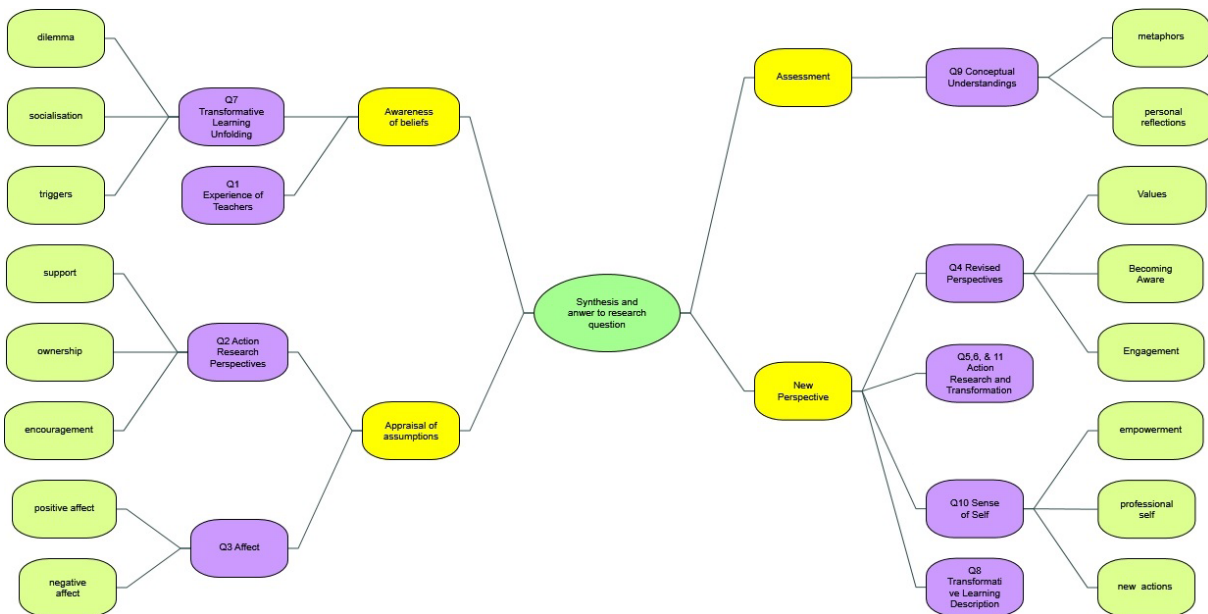 dilemma
socialisation
triggers
Q7
Transformative
Learning
Unfolding
Q1
Experience of
Teachers
Awareness
of beliefs
support
ownership
encouragement
Q2 Action
Research
Perspectives
positive affect
negative
affect
Q3 Affect
Appraisal of
assumptions
Synthesis and
anwer to research
question
Assessment
Q9 Conceptual
Understandings
metaphors
personal
reflections
New
Perspective
Q4 Revised
Perspectives
Values
Becoming
Aware
Engagement
Q5,6, & 11
Action
Research and
Transformation
Q10 Sense
of Self
empowerment
professional
self
new actions
Q8
Transformati
ve Learning
Description